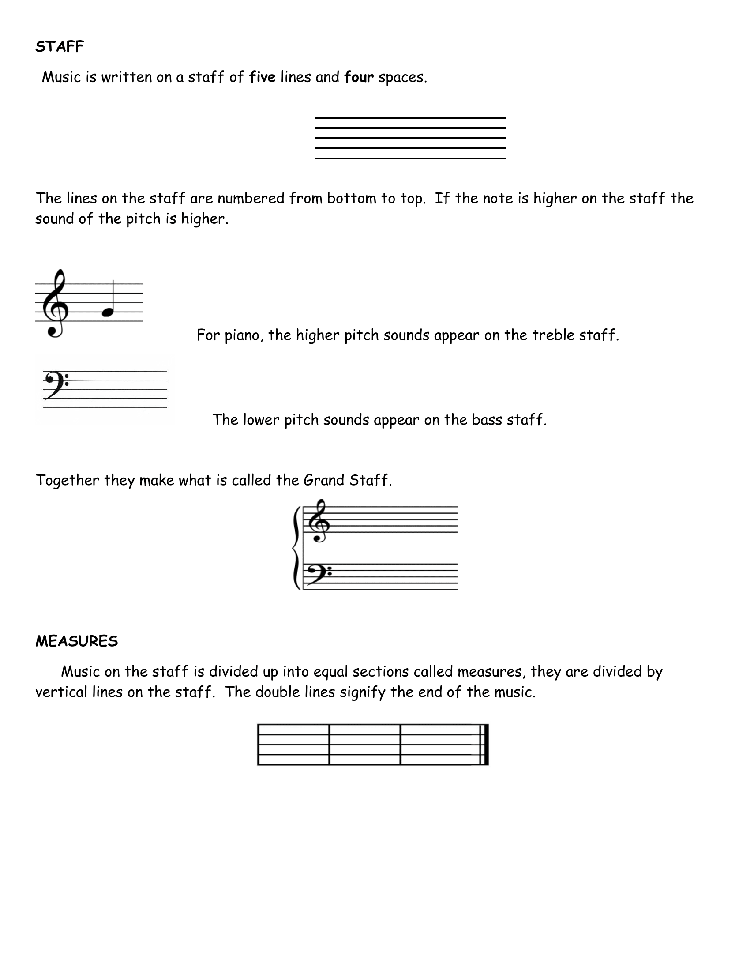 STAFF
Music is written on a staff of five lines and four spaces.
The lines on the staff are numbered from bottom to top.  If the note is higher on the staff the
sound of the pitch is higher.
For piano, the higher pitch sounds appear on the treble staff.
The lower pitch sounds appear on the bass staff.
Together they make what is called the Grand Staff.
MEASURES
Music on the staff is divided up into equal sections called measures, they are divided by
vertical lines on the staff.  The double lines signify the end of the music.